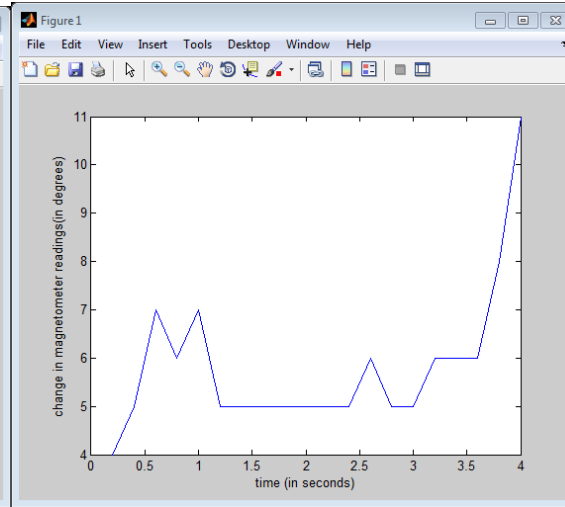 Figure 1
File Edit View Insert Tools Desktop Window Help
change in magnetometer readings(in degrees)
11
10
9
8
7
6
5
4
0 0.5 1 1.5 2 2.5 3 3.5 4
time (in seconds)